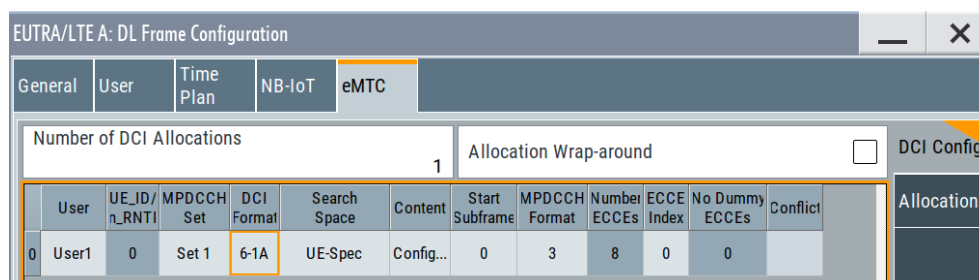 EUTRA/LTE A: DL Frame Configuration
General User Time Plan NB-IoT eMTC
Number of DCI Allocations 1 Allocation Wrap-around DCI Config
User UE_ID/ n_RNTI MPDCCH Set DCI Format Search Space Content Start Subframe MPDCCH Format Number ECCEs ECCE Index No Dummy ECCEs Conflict Allocation
0 User1 0 Set 1 6-1A UE-Spec Config... 0 3 8 0 0